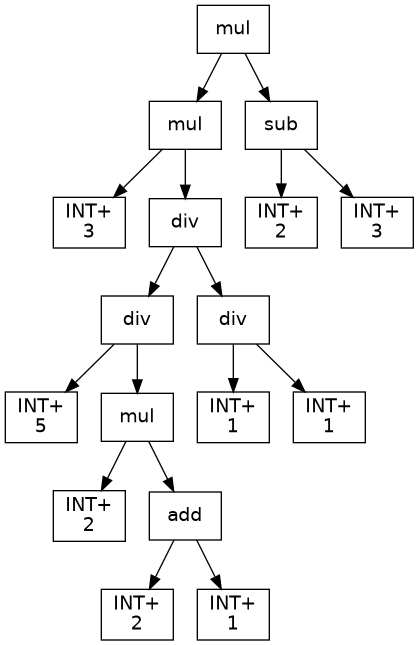 mul
mul
sub
INT+
3
div
INT+
2
INT+
3
div
div
INT+
5
mul
INT+
1
INT+
1
INT+
2
add
INT+
2
INT+
1